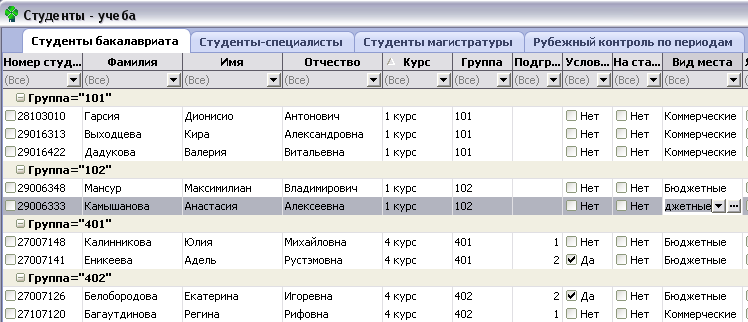 Студенты - учеба
Студенты бакалавриата Студенты-специалисты Студенты магистратуры Рубежный контроль по периодам
Номер студ... Фамилия Имя Отчество Курс Группа Подгр... Услов... На ста... Вид места
(Все) (Все) (Все) (Все) (Все) (Все) (Все) (Все) (Все) (Все)
Группа="101"
28103010 Гарсия Дионисио Антонович 1 курс 101 Нет Нет Коммерческие
29016313 Выходцева Кира Александровна 1 курс 101 Нет Нет Коммерческие
29016422 Дадукова Валерия Витальевна 1 курс 101 Нет Нет Коммерческие
Группа="102"
29006348 Мансур Максимилиан Владимирович 1 курс 102 Нет Нет Бюджетные
29006333 Камышанова Анастасия Алексеевна 1 курс 102 Нет Нет джетные ...
Группа="401"
27007148 Калинникова Юлия Михайловна 4 курс 401 1 Нет Нет Бюджетные
27007141 Еникеева Адель Рустэмовна 4 курс 401 2 Да Нет Бюджетные
Группа="402"
27007126 Белобородова Екатерина Игоревна 4 курс 402 2 Да Нет Бюджетные
27107120 Багаутдинова Регина Рифовна 4 курс 402 1 Нет Нет Коммерческие